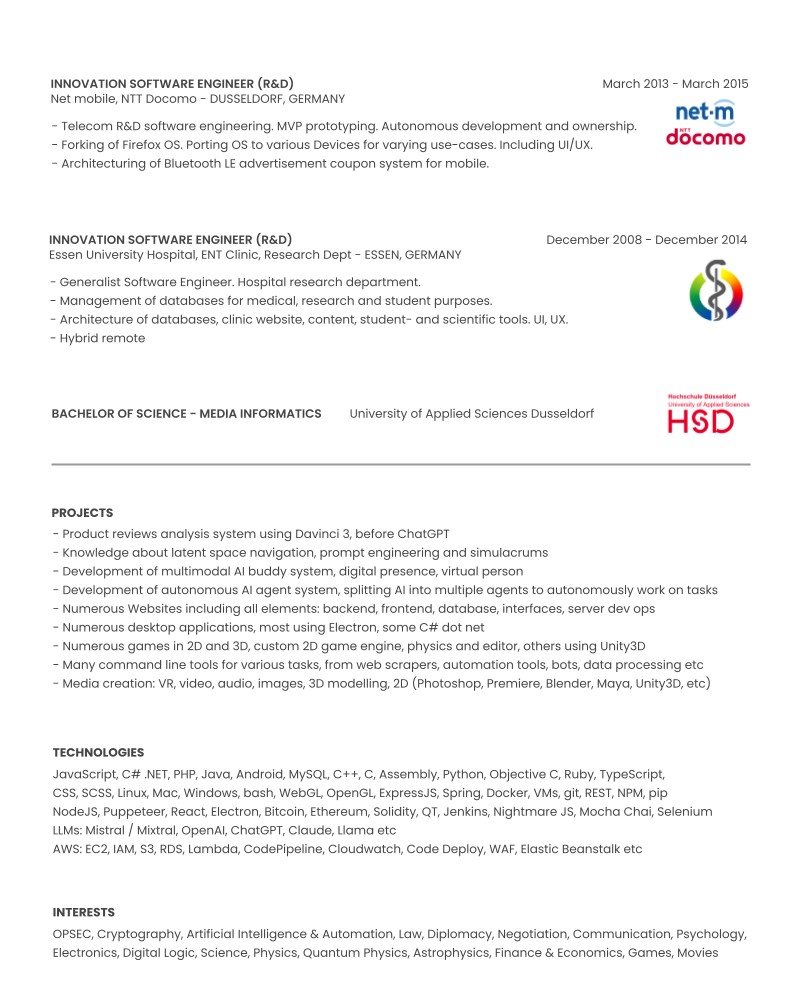 INNOVATION SOFTWARE ENGINEER (R&D) March 2013 - March 2015
Net mobile, NTT Docomo - DUSSELDORF, GERMANY
net·m
NTT
döcomo
- Telecom R&D software engineering. MVP prototyping. Autonomous development and ownership.
- Forking of Firefox OS. Porting OS to various Devices for varying use-cases. Including UI/UX.
- Architecturing of Bluetooth LE advertisement coupon system for mobile.
INNOVATION SOFTWARE ENGINEER (R&D) December 2008 - December 2014
Essen University Hospital, ENT Clinic, Research Dept - ESSEN, GERMANY
- Generalist Software Engineer. Hospital research department.
- Management of databases for medical, research and student purposes.
- Architecture of databases, clinic website, content, student- and scientific tools. UI, UX.
- Hybrid remote
BACHELOR OF SCIENCE - MEDIA INFORMATICS University of Applied Sciences Dusseldorf
Hochschule Düsseldorf
University of Applied Sciences
HSD
PROJECTS
- Product reviews analysis system using Davinci 3, before ChatGPT
- Knowledge about latent space navigation, prompt engineering and simulacrums
- Development of multimodal AI buddy system, digital presence, virtual person
- Development of autonomous AI agent system, splitting AI into multiple agents to autonomously work on tasks
- Numerous Websites including all elements: backend, frontend, database, interfaces, server dev ops
- Numerous desktop applications, most using Electron, some C# dot net
- Numerous games in 2D and 3D, custom 2D game engine, physics and editor, others using Unity3D
- Many command line tools for various tasks, from web scrapers, automation tools, bots, data processing etc
- Media creation: VR, video, audio, images, 3D modelling, 2D (Photoshop, Premiere, Blender, Maya, Unity3D, etc)
TECHNOLOGIES
JavaScript, C# .NET, PHP, Java, Android, MySQL, C++, C, Assembly, Python, Objective C, Ruby, TypeScript,
CSS, SCSS, Linux, Mac, Windows, bash, WebGL, OpenGL, ExpressJS, Spring, Docker, VMs, git, REST, NPM, pip
NodeJS, Puppeteer, React, Electron, Bitcoin, Ethereum, Solidity, QT, Jenkins, Nightmare JS, Mocha Chai, Selenium
LLMs: Mistral / Mixtral, OpenAI, ChatGPT, Claude, Llama etc
AWS: EC2, IAM, S3, RDS, Lambda, CodePipeline, Cloudwatch, Code Deploy, WAF, Elastic Beanstalk etc
INTERESTS
OPSEC, Cryptography, Artificial Intelligence & Automation, Law, Diplomacy, Negotiation, Communication, Psychology,
Electronics, Digital Logic, Science, Physics, Quantum Physics, Astrophysics, Finance & Economics, Games, Movies